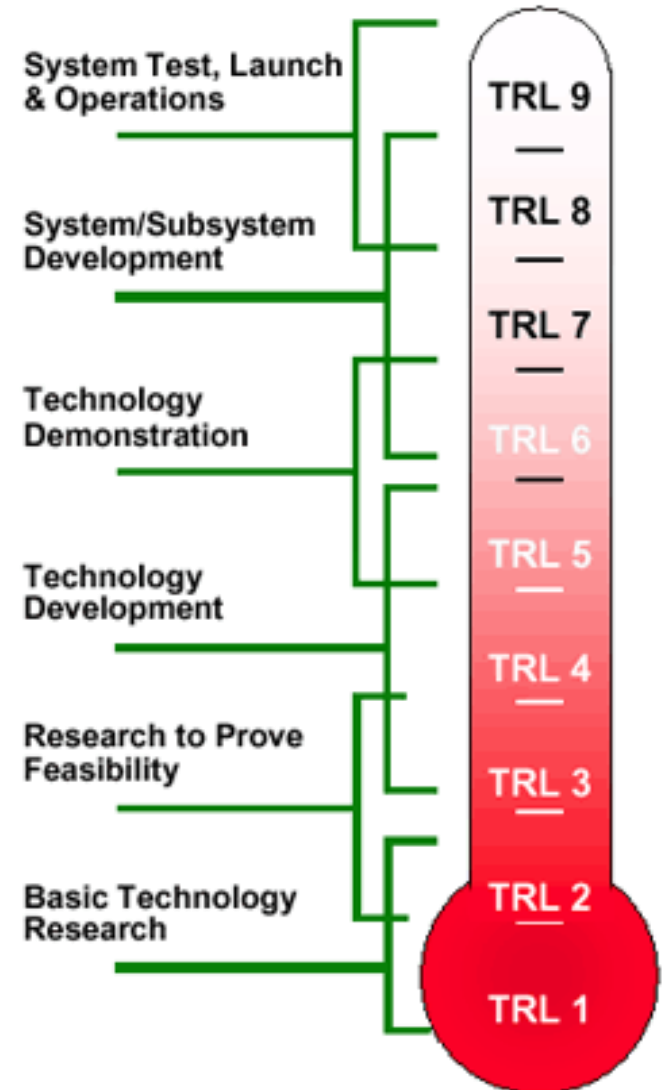 System Test, Launch
& Operations
System/Subsystem
Development
Technology
Demonstration
Technology
Development
Research to Prove
Feasibility
Basic Technology
Research
TRL 9
TRL 8
TRL 7
TRL 6
TRL 5
TRL 4
TRL 3
TRL 2
TRL 1